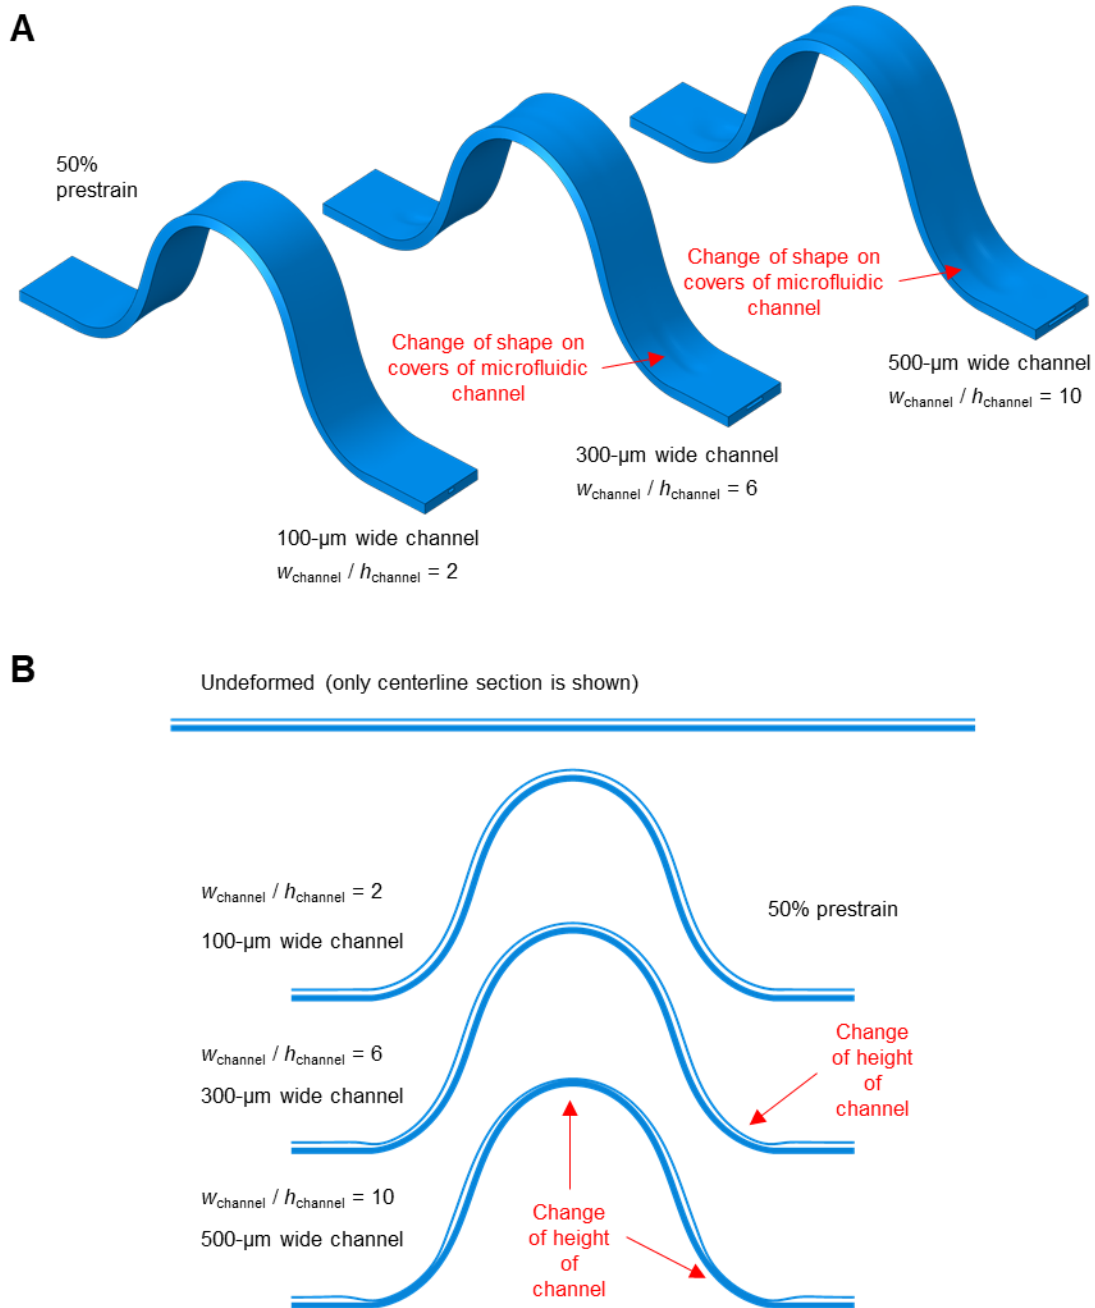 A
50%
prestrain
Change of shape on
covers of microfluidic
channel
Change of shape on
covers of microfluidic
channel
500-µm wide channel
wchannel / hchannel = 10
300-µm wide channel
wchannel / hchannel = 6
100-µm wide channel
wchannel / hchannel = 2
B
Undeformed (only centerline section is shown)
wchannel / hchannel = 2
100-µm wide channel
50% prestrain
wchannel / hchannel = 6
300-µm wide channel
Change
of height
of
channel
wchannel / hchannel = 10
500-µm wide channel
Change
of height
of
channel